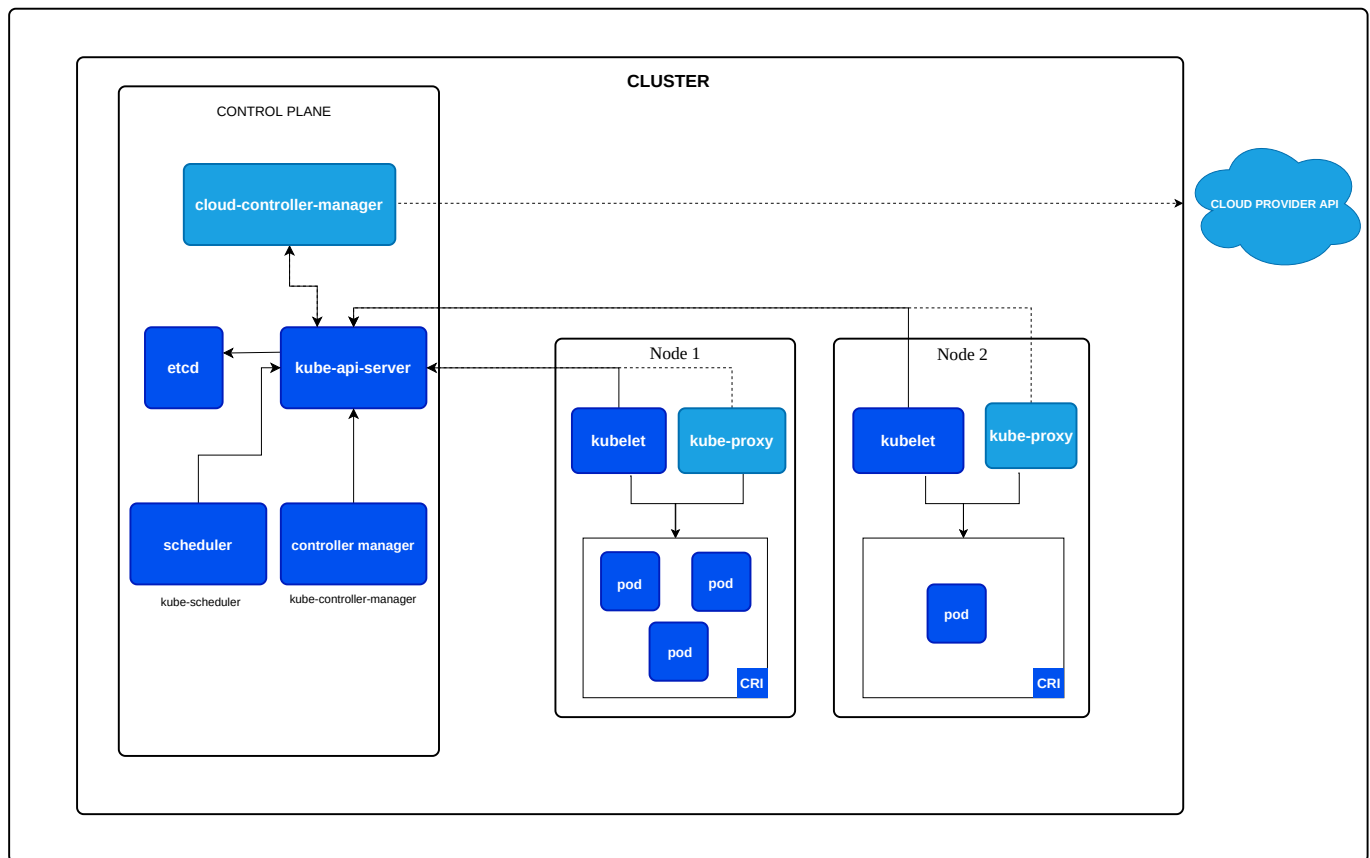 CLUSTER
CONTROL PLANE
cloud-controller-manager
CLOUD PROVIDER API
etcd
kube-api-server
scheduler
kube-scheduler
controller manager
kube-controller-manager
Node 1
kubelet
kube-proxy
pod
pod
pod
CRI
Node 2
kubelet
kube-proxy
pod
CRI